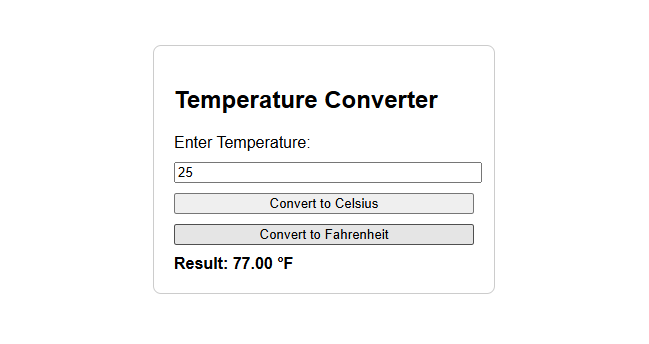 Temperature Converter
Enter Temperature:
25
Convert to Celsius
Convert to Fahrenheit
Result: 77.00 °F